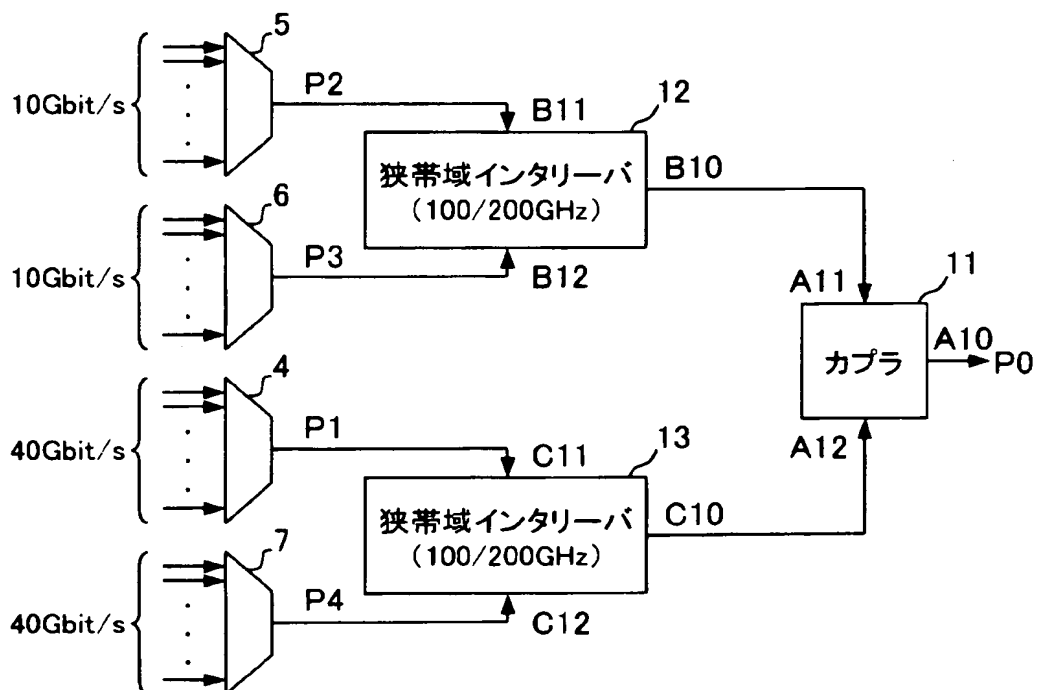 5
10Gbit/s
P2
B11
12
狭帯域インタリーバ
(100/200GHz)
B10
6
10Gbit/s
P3
B12
A11
11
カプラ
A10
P0
4
40Gbit/s
P1
C11
13
A12
狭帯域インタリーバ
(100/200GHz)
C10
7
40Gbit/s
P4
C12